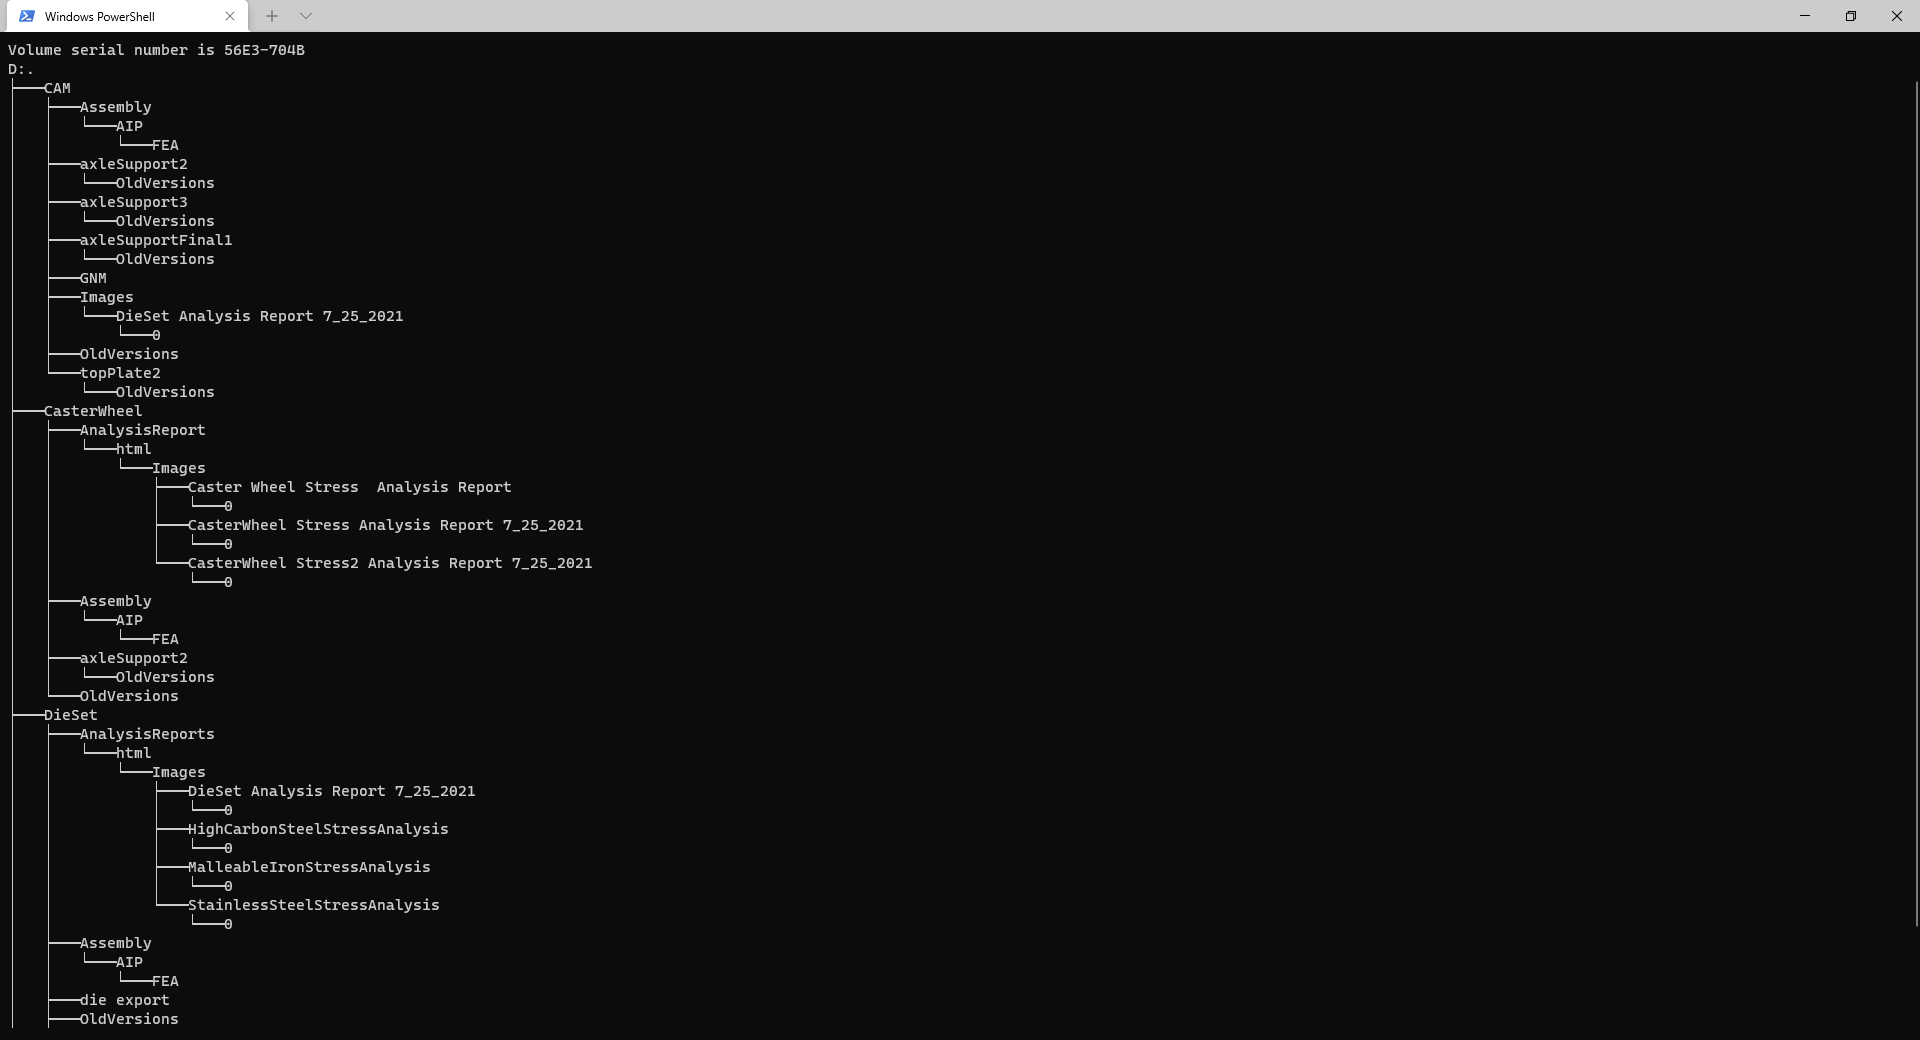 Windows PowerShell
Volume serial number is 56E3-704B
D:.
├───CAM
│   ├───Assembly
│   │   └───AIP
│   │       └───FEA
│   ├───axleSupport2
│   │   └───OldVersions
│   ├───axleSupport3
│   │   └───OldVersions
│   ├───axleSupportFinal1
│   │   └───OldVersions
│   ├───GNM
│   ├───Images
│   │   └───DieSet Analysis Report 7_25_2021
│   │       └───0
│   ├───OldVersions
│   └───topPlate2
│       └───OldVersions
├───CasterWheel
│   ├───AnalysisReport
│   │   └───html
│   │       └───Images
│   │           ├───Caster Wheel Stress  Analysis Report
│   │           │   └───0
│   │           ├───CasterWheel Stress Analysis Report 7_25_2021
│   │           │   └───0
│   │           └───CasterWheel Stress2 Analysis Report 7_25_2021
│   │               └───0
│   ├───Assembly
│   │   └───AIP
│   │       └───FEA
│   ├───axleSupport2
│   │   └───OldVersions
│   └───OldVersions
├───DieSet
│   ├───AnalysisReports
│   │   └───html
│   │       └───Images
│   │           ├───DieSet Analysis Report 7_25_2021
│   │           │   └───0
│   │           ├───HighCarbonSteelStressAnalysis
│   │           │   └───0
│   │           ├───MalleableIronStressAnalysis
│   │           │   └───0
│   │           └───StainlessSteelStressAnalysis
│   │               └───0
│   ├───Assembly
│   │   └───AIP
│   │       └───FEA
│   ├───die export
│   ├───OldVersions